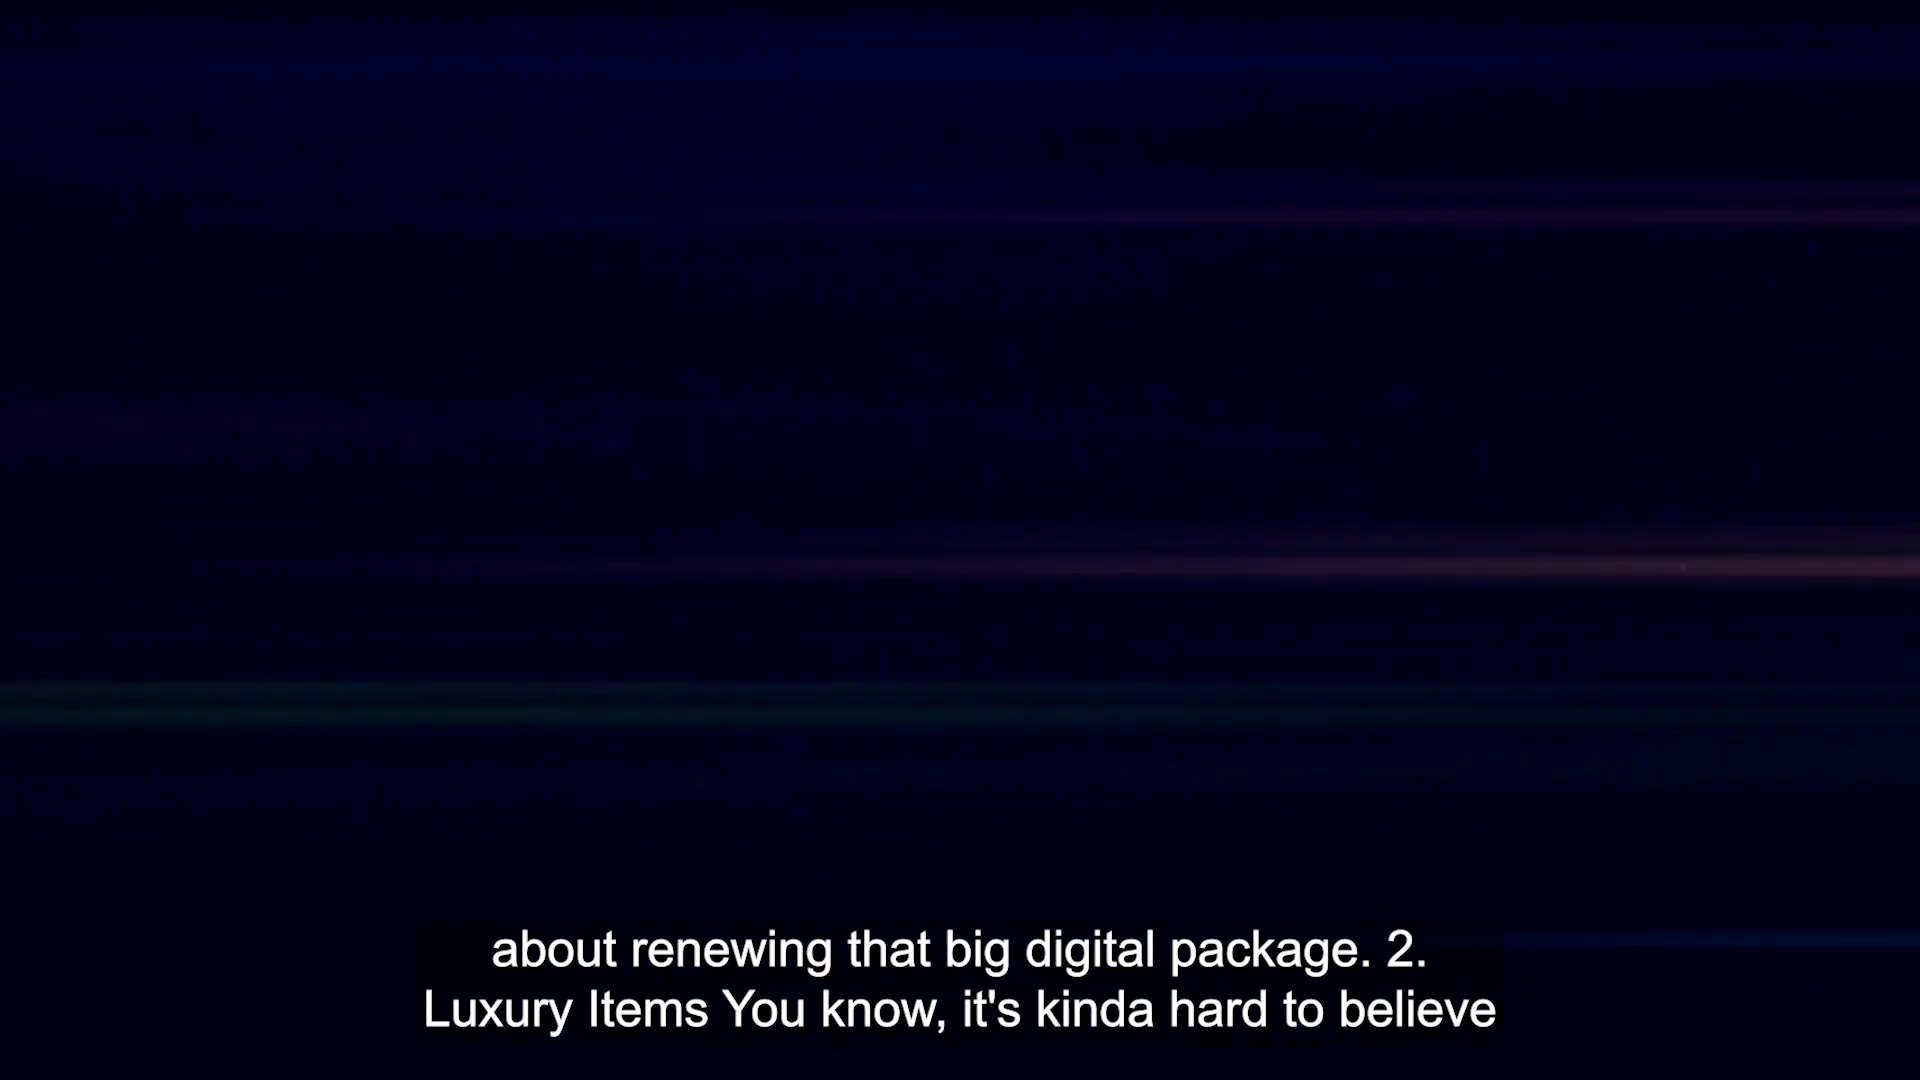 about renewing that big digital package. 2.
Luxury Items You know, it's kinda hard to believe